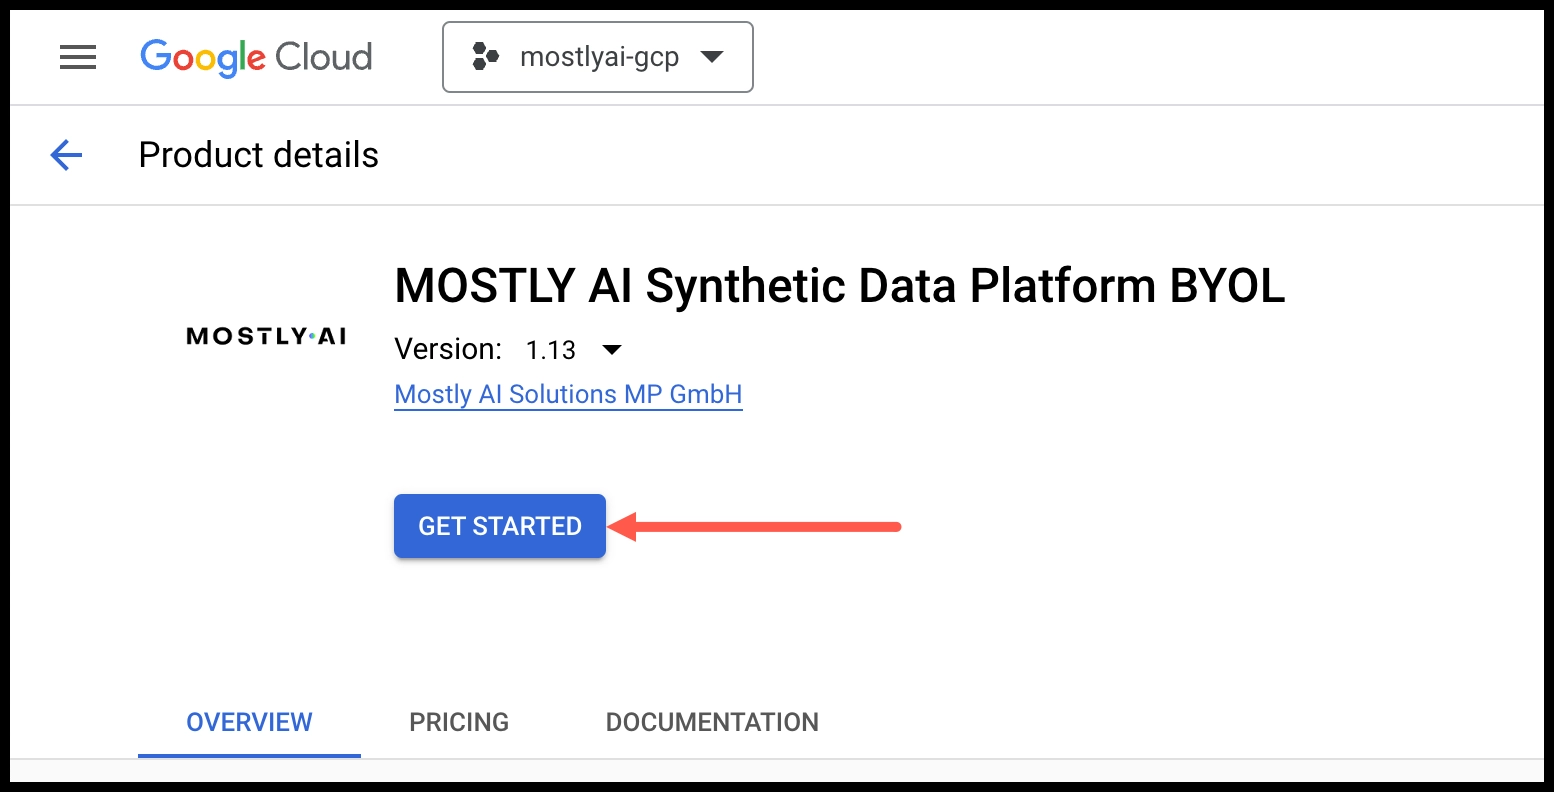 Google Cloud mostlyai-gcp
Product details
MOSTLY AI Synthetic Data Platform BYOL
MOSTLY·AI
Version: 1.13
Mostly AI Solutions MP GmbH
GET STARTED
OVERVIEW PRICING DOCUMENTATION